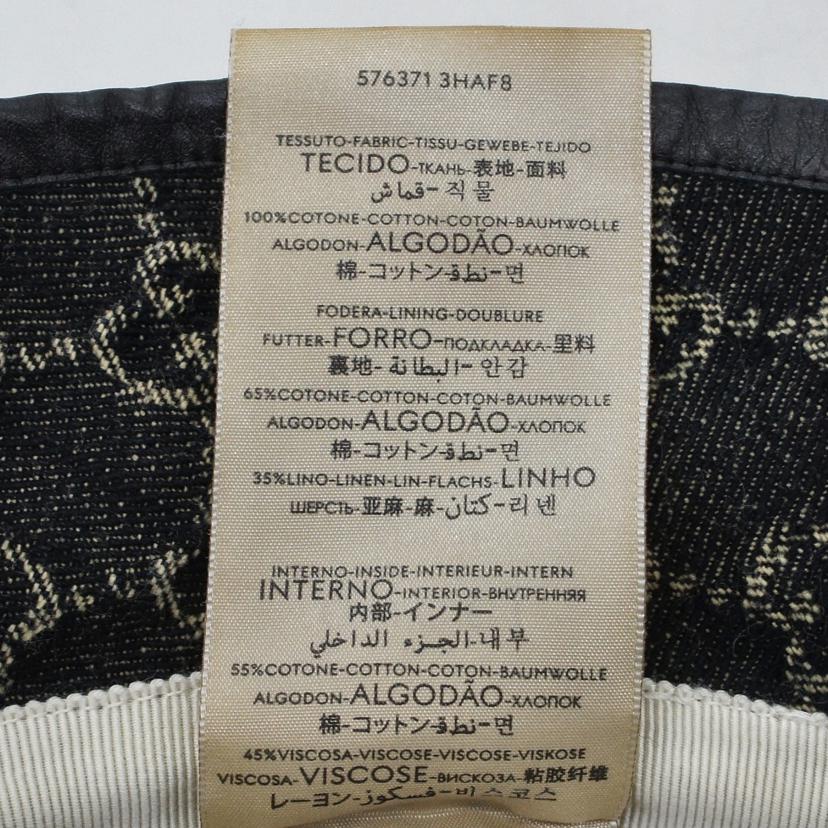 576371 3HAF8
TESSUTO-FABRIC-TISSU-GEWEBE-TEJIDO
TECIDO-ТКАНЬ-表地-面料
قماش-직물
100%COTONE-COTTON-COTON-BAUMWOLLE
ALGODON-ALGODÃO-ХЛОПОК
棉-コットン-نطق-면
FODERA-LINING-DOUBLURE
FUTTER-FORRO-ПОДКЛАДКА-里料
裏地-البطانة-안감
65%COTONE-COTTON-COTON-BAUMWOLLE
ALGODON-ALGODÃO-ХЛОПОК
棉-コットン-نطق-면
35%LINO-LINEN-LIN-FLACHS-LINHO
ШЕРСТЬ-亚麻-麻-كتان-리넨
INTERNO-INSIDE-INTERIEUR-INTERN
INTERNO-INTERIOR-ВНУТРЕННЯЯ
内部-インナー
الجزء الداخلي-내부
55%COTONE-COTTON-COTON-BAUMWOLLE
ALGODON-ALGODÃO-ХЛОПОК
棉-コットン-نطق-면
45%VISCOSA-VISCOSE-VISCOSE-VISKOSE
VISCOSA-VISCOSE-ВИСКОЗА-粘胶纤维
レーヨン-فسكوز-비스코스